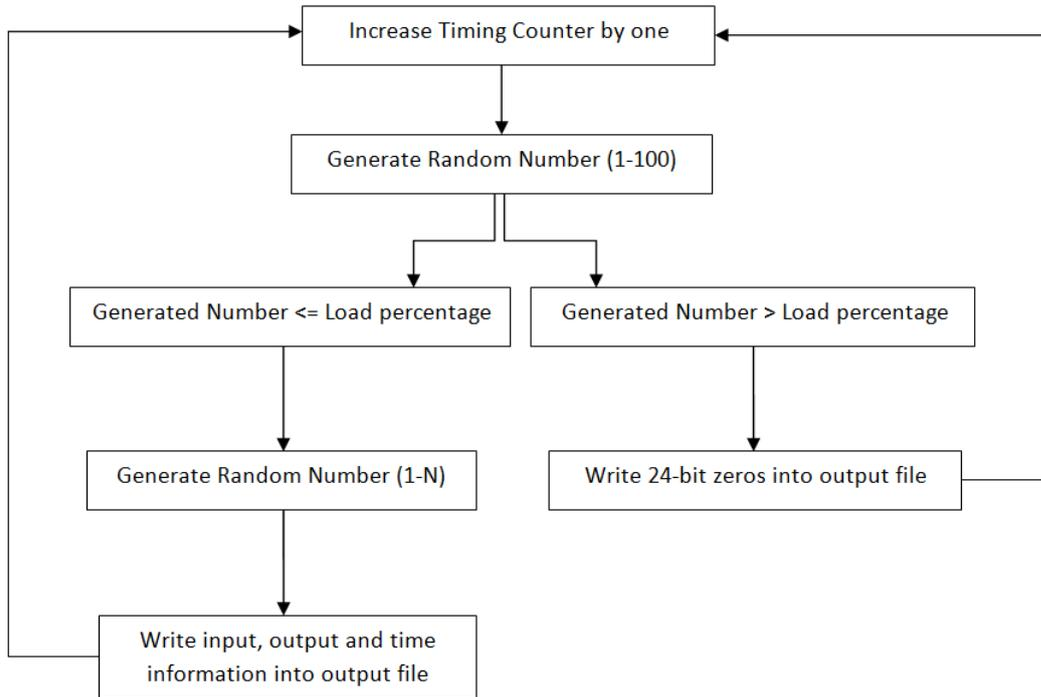 Increase Timing Counter by one
Generate Random Number (1-100)
Generated Number <= Load percentage
Generated Number > Load percentage
Generate Random Number (1-N)
Write 24-bit zeros into output file
Write input, output and time
information into output file